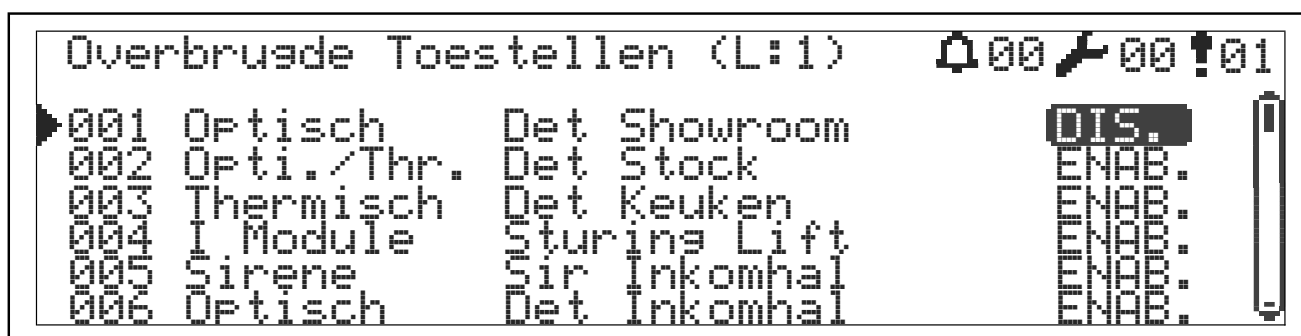 Overbrugde Toestellen (L:1) 00 00 01
001 Optisch Det Showroom DIS.
002 Opti./Thr. Det Stock ENAB.
003 Thermisch Det Keuken ENAB.
004 I Module Sturing Lift ENAB.
005 Sirene Sir Inkomhal ENAB.
006 Optisch Det Inkomhal ENAB.